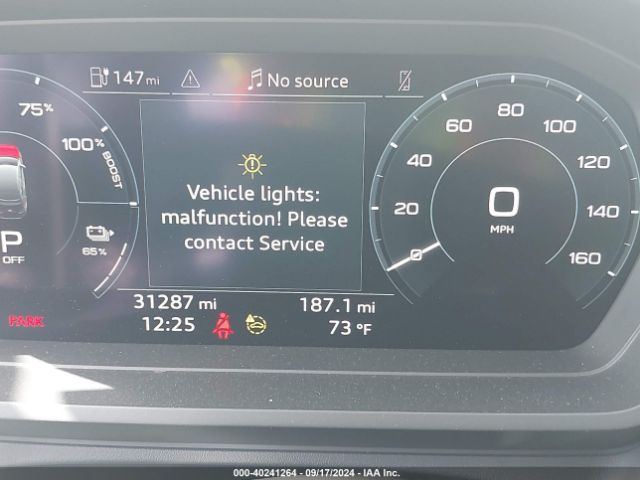 147 mi
No source
75%
100%
BOOST
P
OFF
65%
Vehicle lights:
malfunction! Please
contact Service
0
20
40
60
80
100
120
140
160
0
MPH
31287 mi
187.1 mi
PARK
12:25
73 °F
000-40241264 - 09/17/2024 - IAA Inc.